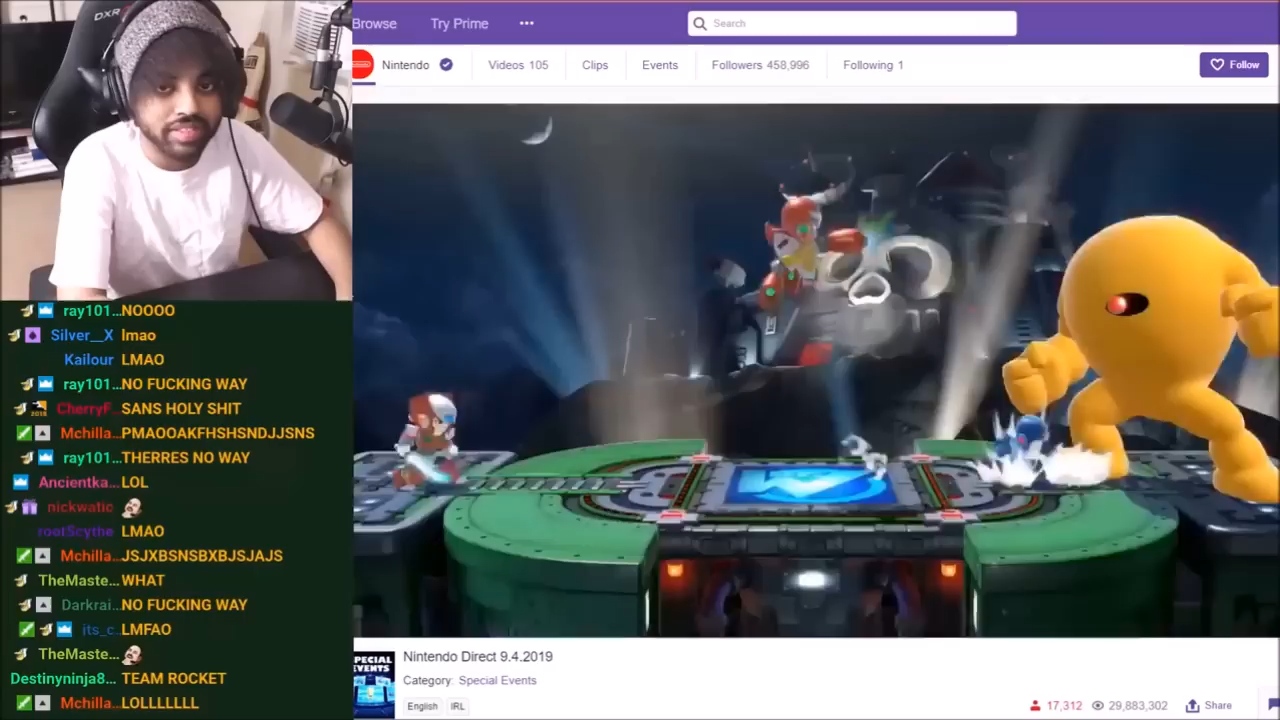 DXR
Browse Try Prime •••
Search
Nintendo Videos 105 Clips Events Followers 458,996 Following 1 Follow
ray101… NOOOO
Silver__X lmao
Kailour LMAO
ray101… NO FUCKING WAY
CherryF… SANS HOLY SHIT
Mchilla… PMAOOAKFHSHSNDJJSNS
ray101… THERRES NO WAY
Ancientka… LOL
nickwatic
rootScythe LMAO
Mchilla… JSJXBSNSBXBJSJAJS
TheMaste… WHAT
Darkrai… NO FUCKING WAY
its_c… LMFAO
TheMaste…
Destinyninja8… TEAM ROCKET
Mchilla… LOLLLLLLL
PECIAL
EVENTS
Nintendo Direct 9.4.2019
Category: Special Events
English IRL
17,312 29,883,302 Share